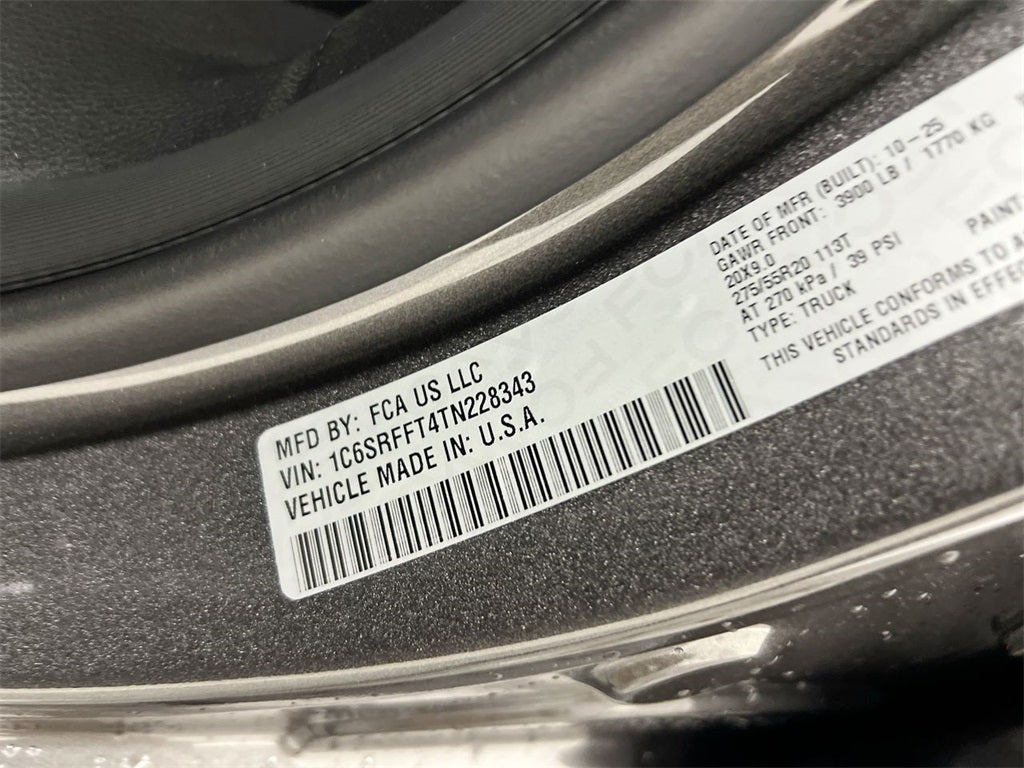 MFD BY: FCA US LLC
VIN: 1C6SRFFT4TN228343
VEHICLE MADE IN: U.S.A.
DATE OF MFR (BUILT): 10-25
GAWR FRONT: 3900 LB / 1770 KG
20X9.0
275/55R20 113T
AT 270 kPa / 39 PSI
TYPE: TRUCK
PAINT
THIS VEHICLE CONFORMS TO
STANDARDS IN EFFEC